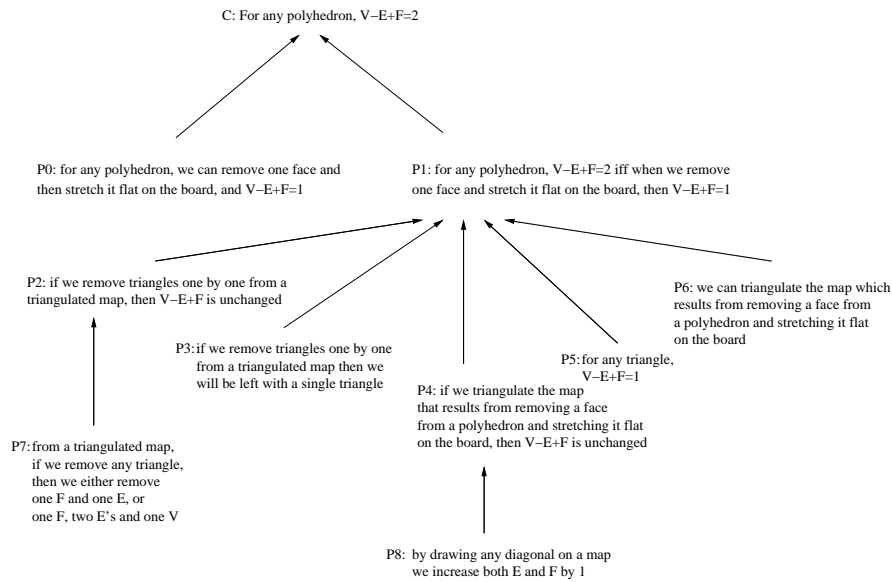 C: For any polyhedron, V−E+F=2
P0: for any polyhedron, we can remove one face and
then stretch it flat on the board, and V−E+F=1
P1: for any polyhedron, V−E+F=2 iff when we remove
one face and stretch it flat on the board, then V−E+F=1
P2: if we remove triangles one by one from a
triangulated map, then V−E+F is unchanged
P6: we can triangulate the map which
results from removing a face from
a polyhedron and stretching it flat
on the board
P3: if we remove triangles one by one
from a triangulated map then we
will be left with a single triangle
P5: for any triangle,
V−E+F=1
P4: if we triangulate the map
that results from removing a face
from a polyhedron and stretching it flat
on the board, then V−E+F is unchanged
P7: from a triangulated map,
if we remove any triangle,
then we either remove
one F and one E, or
one F, two E's and one V
P8: by drawing any diagonal on a map
we increase both E and F by 1